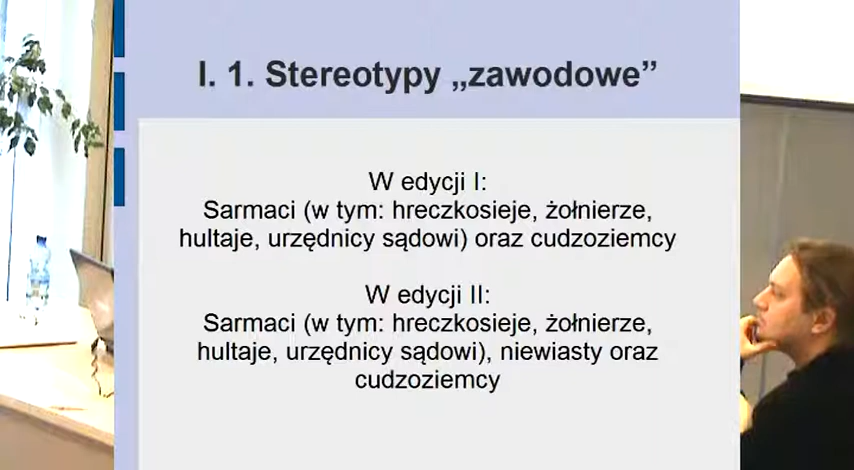 I. 1. Stereotypy „zawodowe”
W edycji I:
Sarmaci (w tym: hreczkosieje, żołnierze,
hultaje, urzędnicy sądowi) oraz cudzoziemcy
W edycji II:
Sarmaci (w tym: hreczkosieje, żołnierze,
hultaje, urzędnicy sądowi), niewiasty oraz
cudzoziemcy